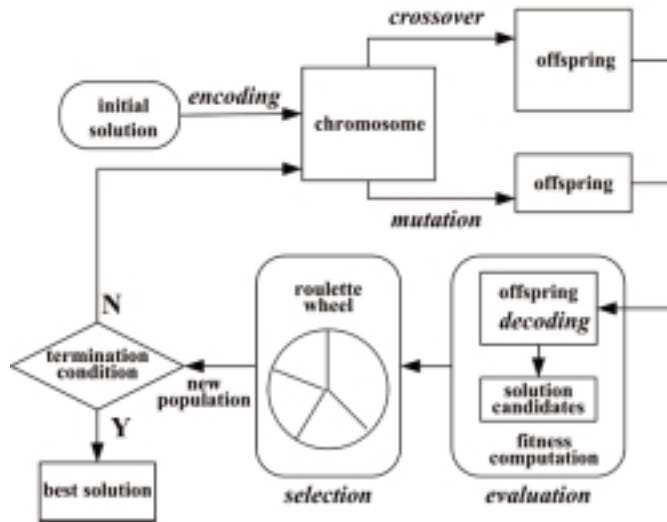 crossover
offspring
initial
solution
encoding
chromosome
offspring
mutation
N
termination
condition
Y
best solution
new
population
roulette
wheel
selection
offspring
decoding
solution
candidates
fitness
computation
evaluation